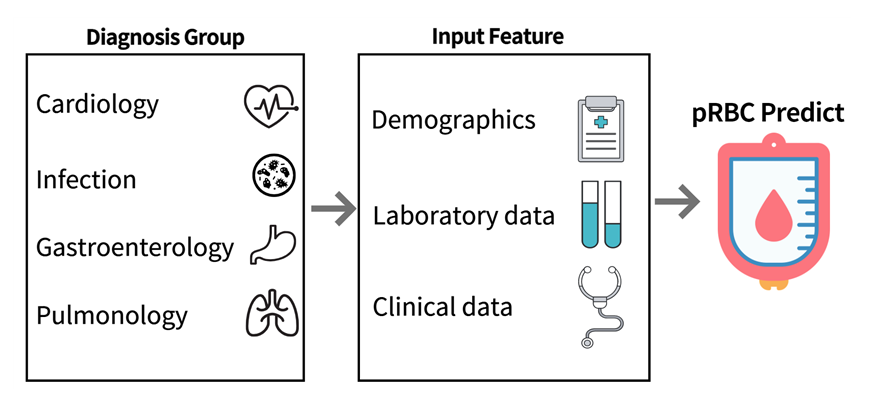 Diagnosis Group
Cardiology
Infection
Gastroenterology
Pulmonology
Input Feature
Demographics
Laboratory data
Clinical data
pRBC Predict